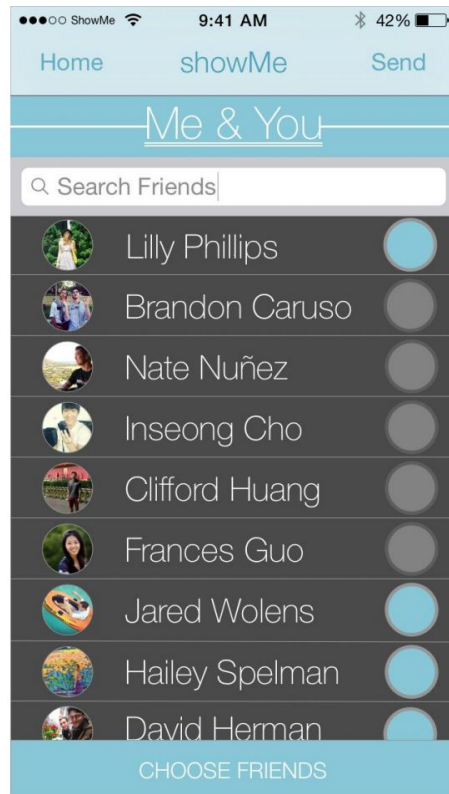 ShowMe 9:41 AM 42%
Home showMe Send
Me & You
Search Friends
Lilly Phillips
Brandon Caruso
Nate Nuñez
Inseong Cho
Clifford Huang
Frances Guo
Jared Wolens
Hailey Spelman
David Herman
CHOOSE FRIENDS